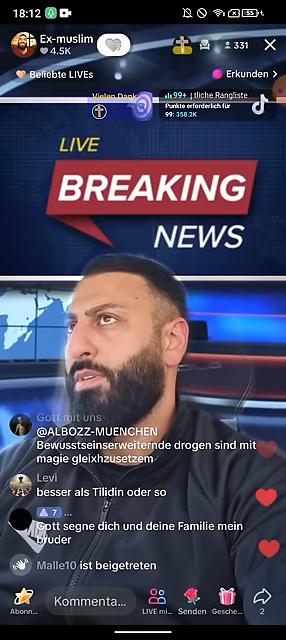 18:12
55
Ex-muslim
4.5K
331
Beliebte LIVEs
Erkunden >
Vielen Dank
99+ | tliche Rangliste
Punkte erforderlich für
99: 358.2K
LIVE
BREAKING
NEWS
Gott mit uns
@ALBOZZ-MUENCHEN
Bewusstseinserweiternde drogen sind mit
magie gleixhzusetzem
Levi
besser als Tilidin oder so
7 ...
Gott segne dich und deine Familie mein
bruder
Malle10 ist beigetreten
Abonn...
Kommenta...
LIVE mi...
Senden
Gesche...
2